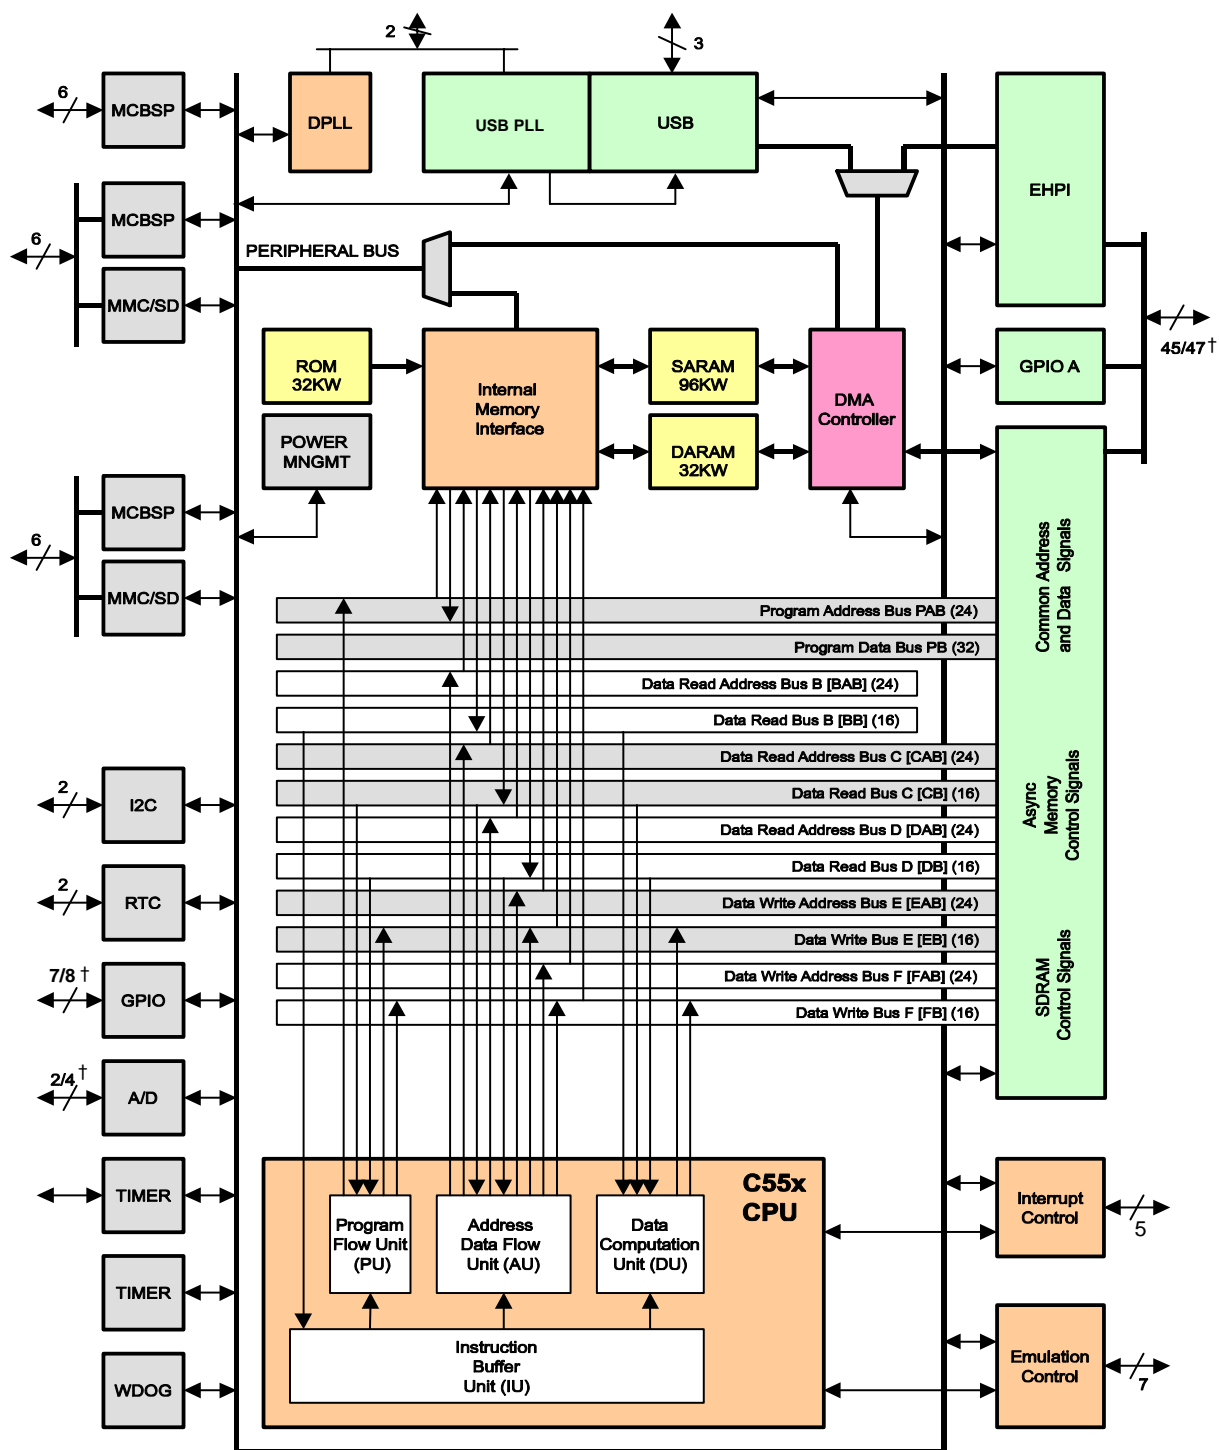 2
3
6
MCBSP
DPLL
USB PLL
USB
EHPI
6
MCBSP
MMC/SD
PERIPHERAL BUS
45/47†
ROM
32KW
Internal
Memory
Interface
SARAM
96KW
DMA
Controller
GPIO A
POWER
MNGMT
DARAM
32KW
6
MCBSP
MMC/SD
Common Address
and Data Signals
Async
Memory
Control Signals
SDRAM
Control Signals
Program Address Bus PAB (24)
Program Data Bus PB (32)
Data Read Address Bus B [BAB] (24)
Data Read Bus B [BB] (16)
Data Read Address Bus C [CAB] (24)
Data Read Bus C [CB] (16)
Data Read Address Bus D [DAB] (24)
Data Read Bus D [DB] (16)
Data Write Address Bus E [EAB] (24)
Data Write Bus E [EB] (16)
Data Write Address Bus F [FAB] (24)
Data Write Bus F [FB] (16)
2
I2C
2
RTC
7/8 †
GPIO
2/4 †
A/D
TIMER
TIMER
WDOG
C55x
CPU
Program
Flow Unit
(PU)
Address
Data Flow
Unit (AU)
Data
Computation
Unit (DU)
Instruction
Buffer
Unit (IU)
Interrupt
Control
5
Emulation
Control
7